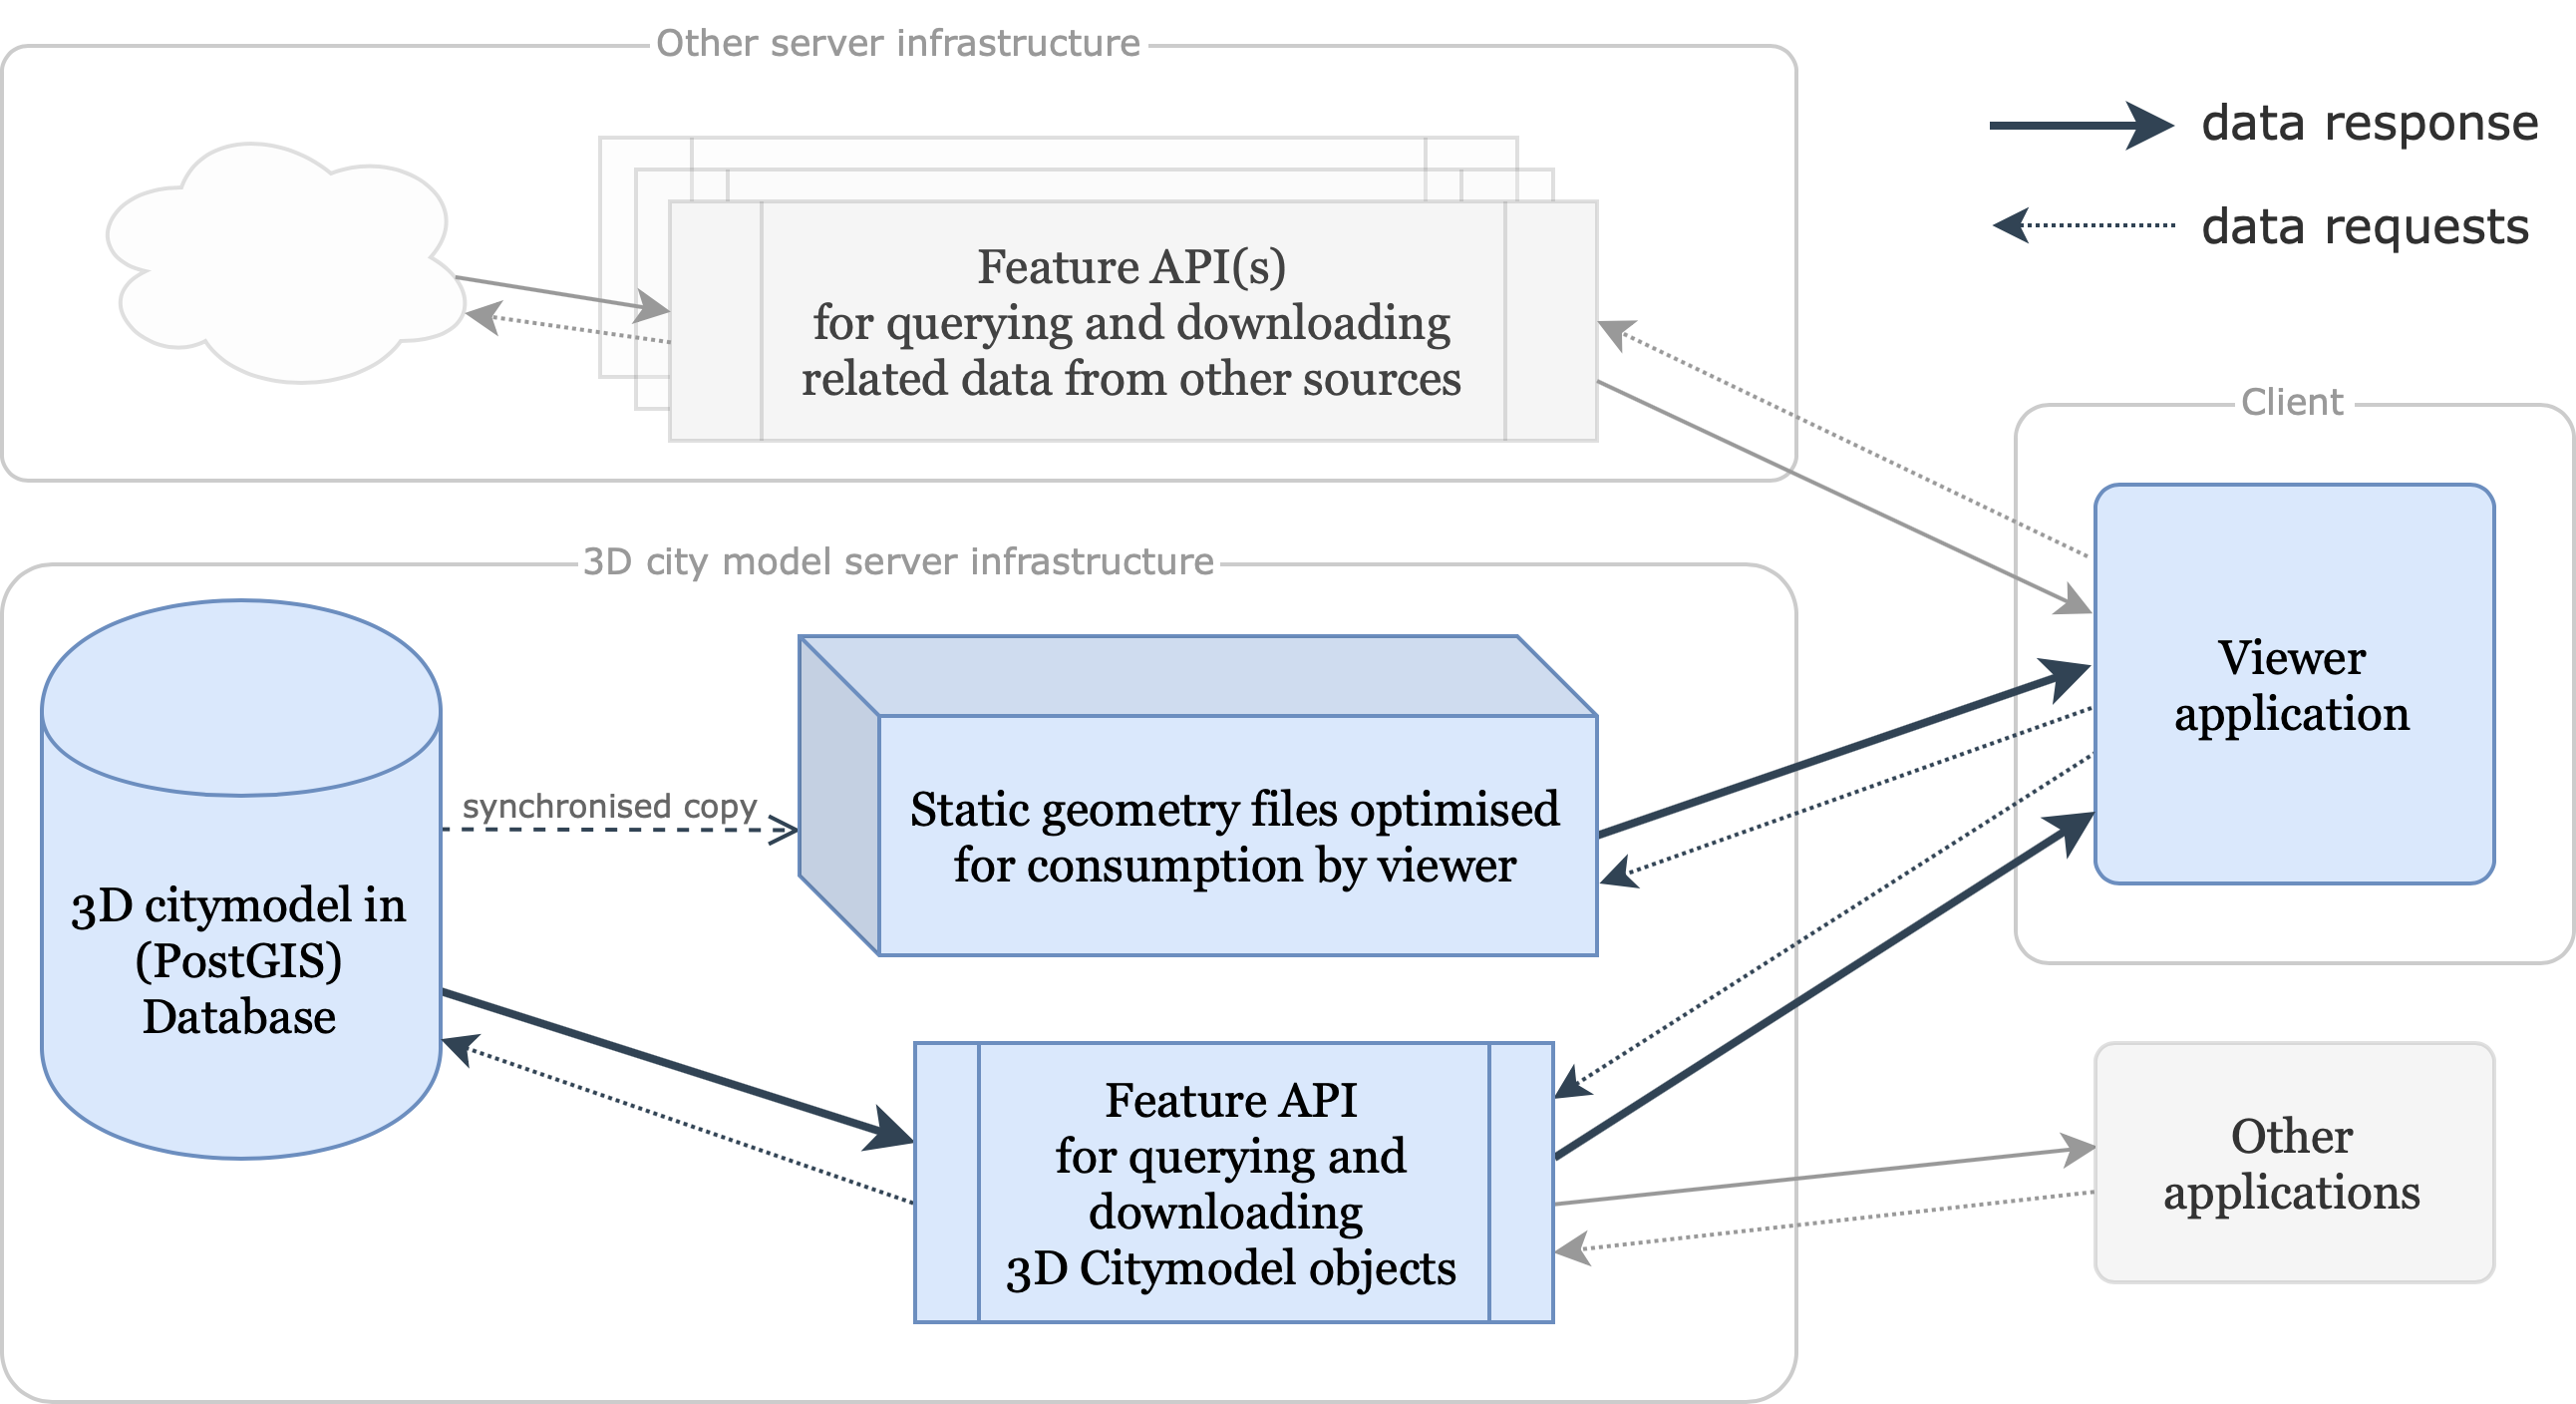 Other server infrastructure
data response
data requests
Feature API(s)
for querying and downloading
related data from other sources
Client
Viewer
application
3D city model server infrastructure
synchronised copy
Static geometry files optimised
for consumption by viewer
3D citymodel in
(PostGIS)
Database
Feature API
for querying and
downloading
3D Citymodel objects
Other
applications